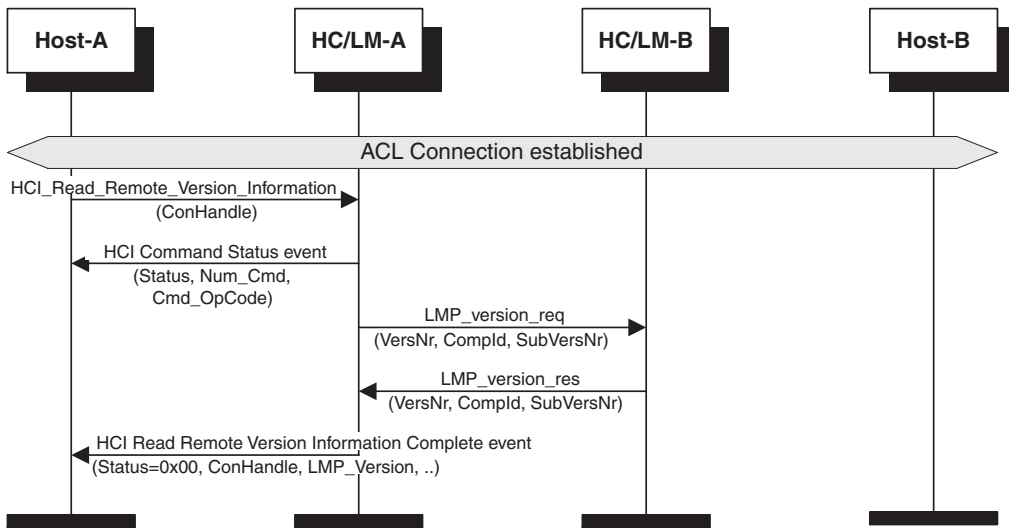 Host-A
HC/LM-A
HC/LM-B
Host-B
ACL Connection established
HCI_Read_Remote_Version_Information
(ConHandle)
HCI Command Status event
(Status, Num_Cmd,
Cmd_OpCode)
LMP_version_req
(VersNr, CompId, SubVersNr)
LMP_version_res
(VersNr, CompId, SubVersNr)
HCI Read Remote Version Information Complete event
(Status=0x00, ConHandle, LMP_Version, ..)